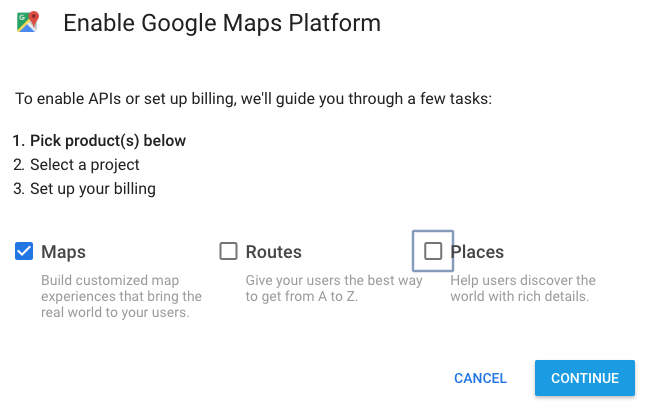 Enable Google Maps Platform
To enable APIs or set up billing, we'll guide you through a few tasks:
1. Pick product(s) below
2. Select a project
3. Set up your billing
Maps
Build customized map
experiences that bring the
real world to your users.
Routes
Give your users the best way
to get from A to Z.
Places
Help users discover the
world with rich details.
CANCEL
CONTINUE